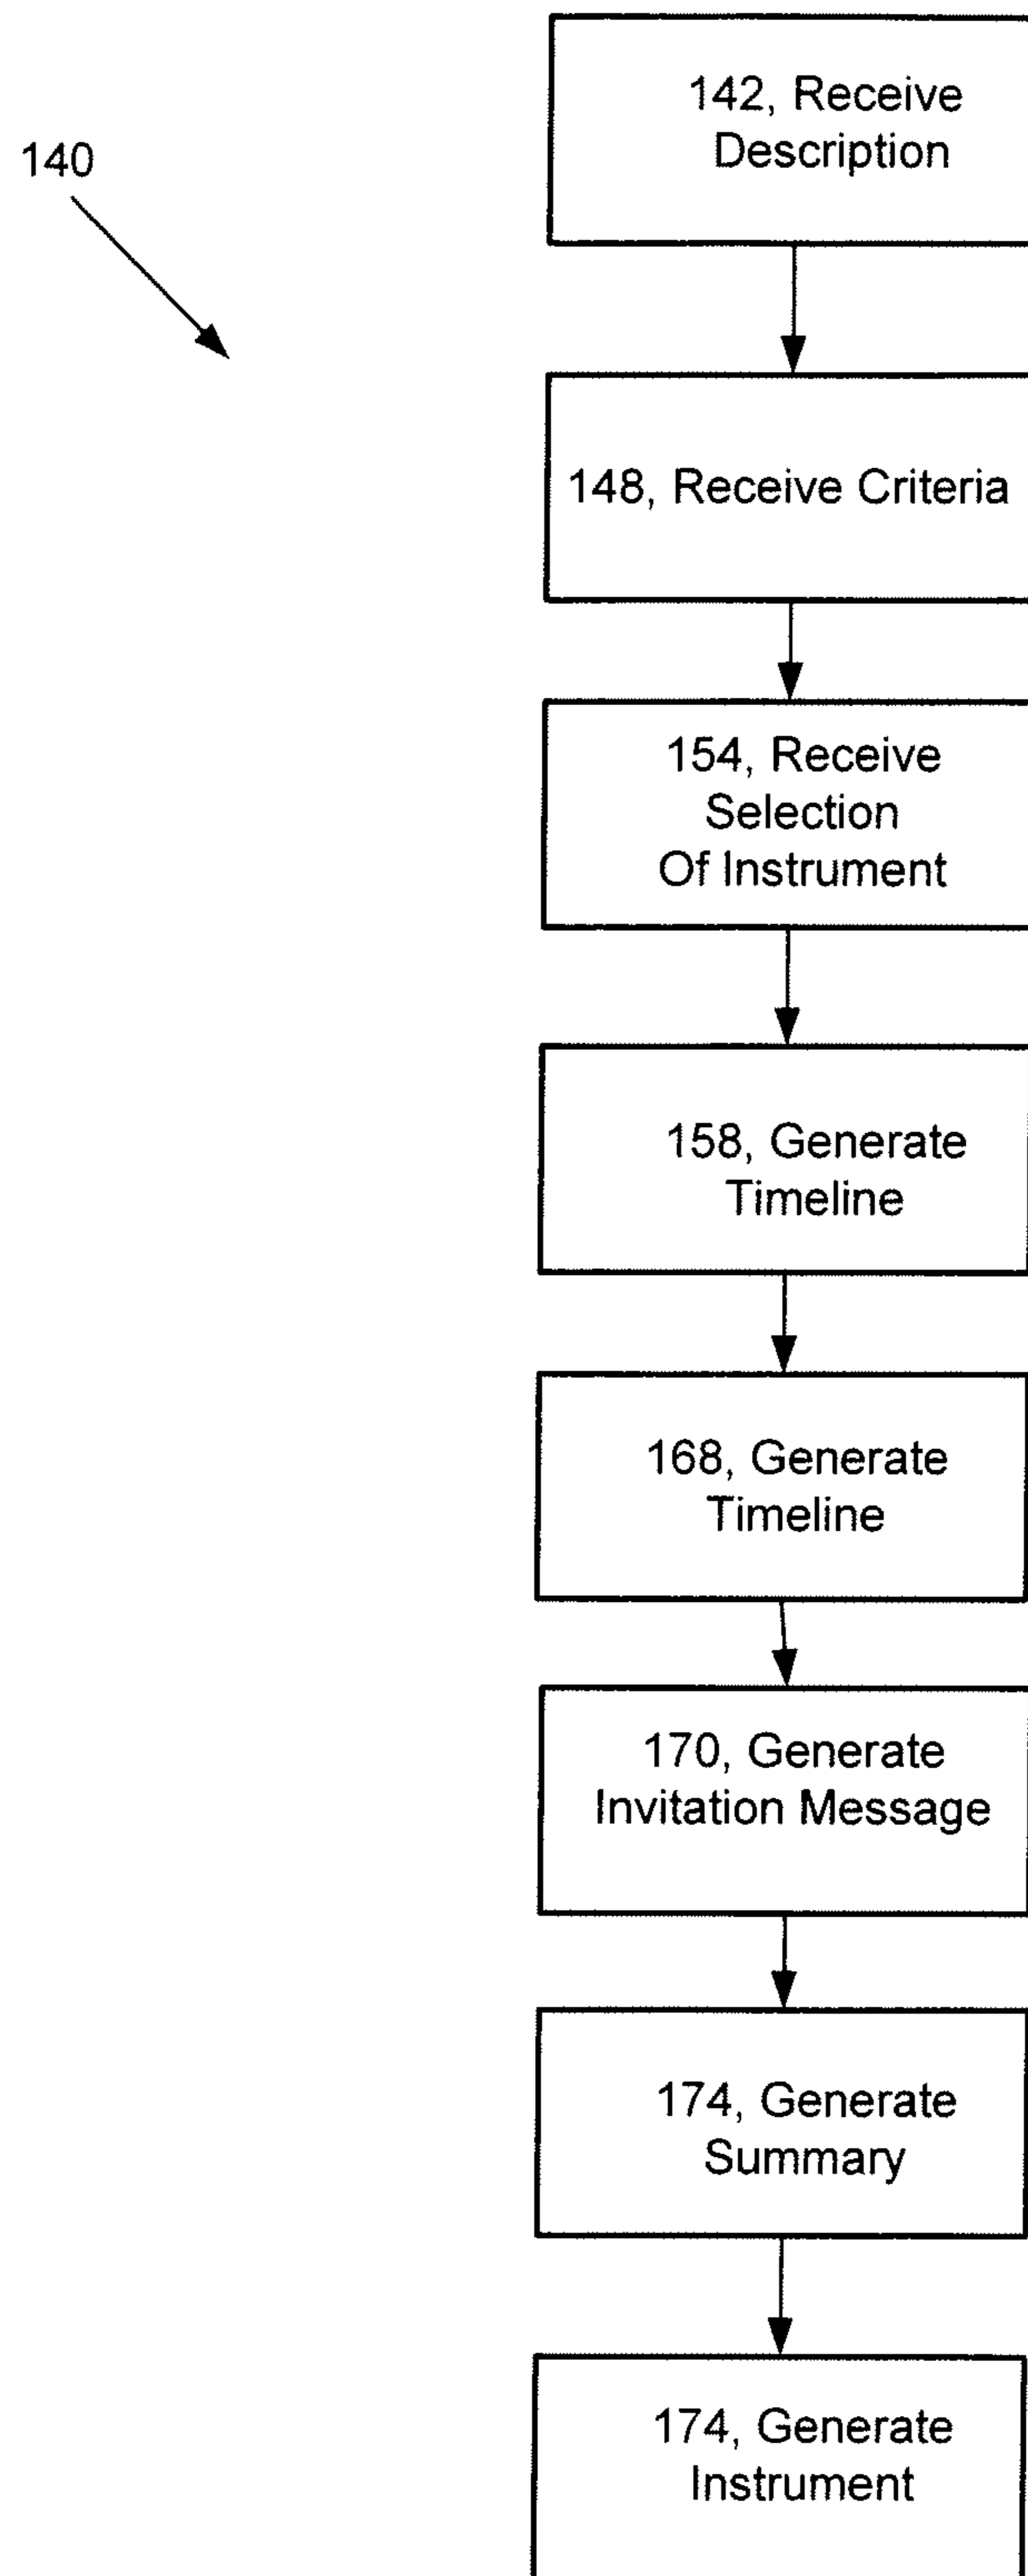 140
142, Receive
Description
148, Receive Criteria
154, Receive
Selection
Of Instrument
158, Generate
Timeline
168, Generate
Timeline
170, Generate
Invitation Message
174, Generate
Summary
174, Generate
Instrument